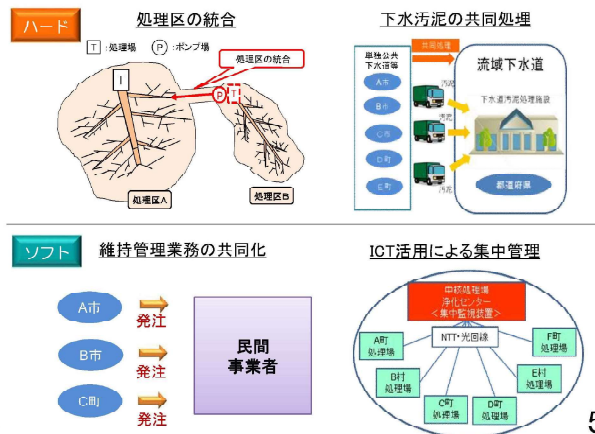 ハード
処理区の統合
T :処理場 P :ポンプ場
処理区の統合
T
P T
処理区A
処理区B
下水汚泥の共同処理
単独公共
下水道等
共同処理
流域下水道
A市
B市
C市
D町
E町
汚泥
汚泥
汚泥
下水道汚泥処理施設
都道府県
ソフト
維持管理業務の共同化
A市
発注
B市
発注
C町
発注
民間
事業者
ICT活用による集中管理
中核処理場
浄化センター
<集中監視装置>
NTT・光回線
A町
処理場
B村
処理場
C町
処理場
D町
処理場
E村
処理場
F町
処理場
5